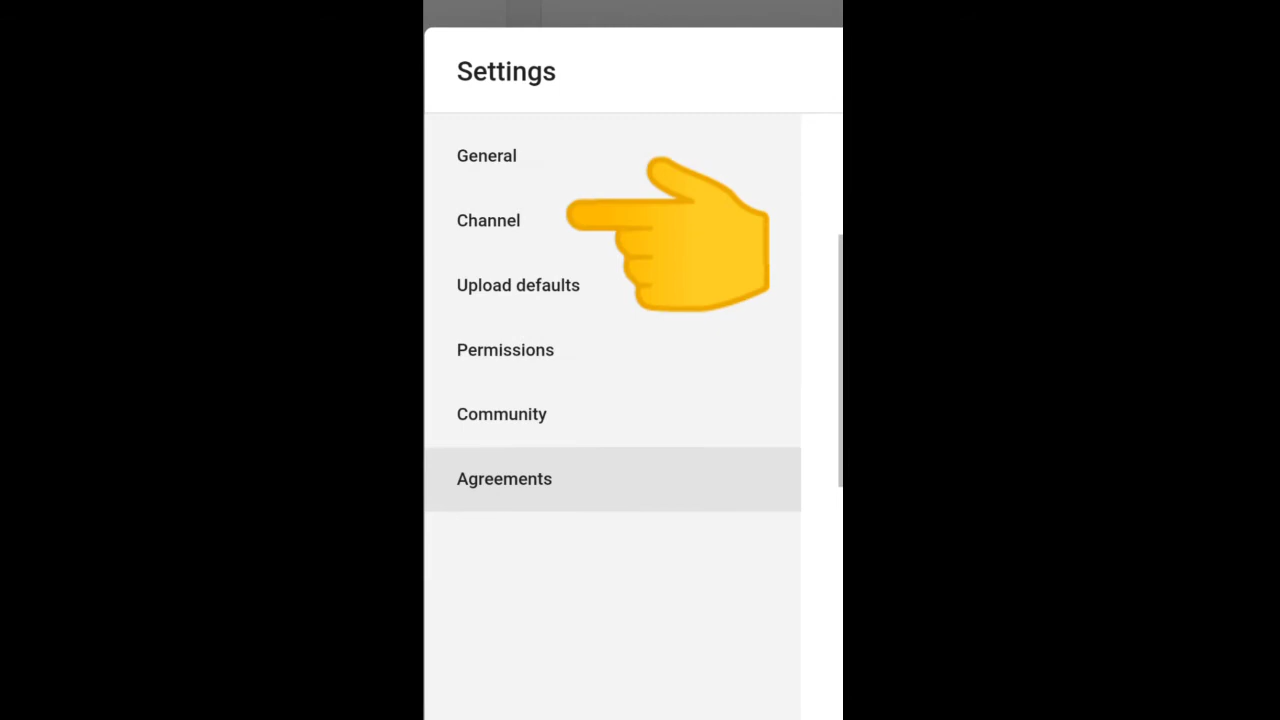 Settings
General
Channel
Upload defaults
Permissions
Community
Agreements